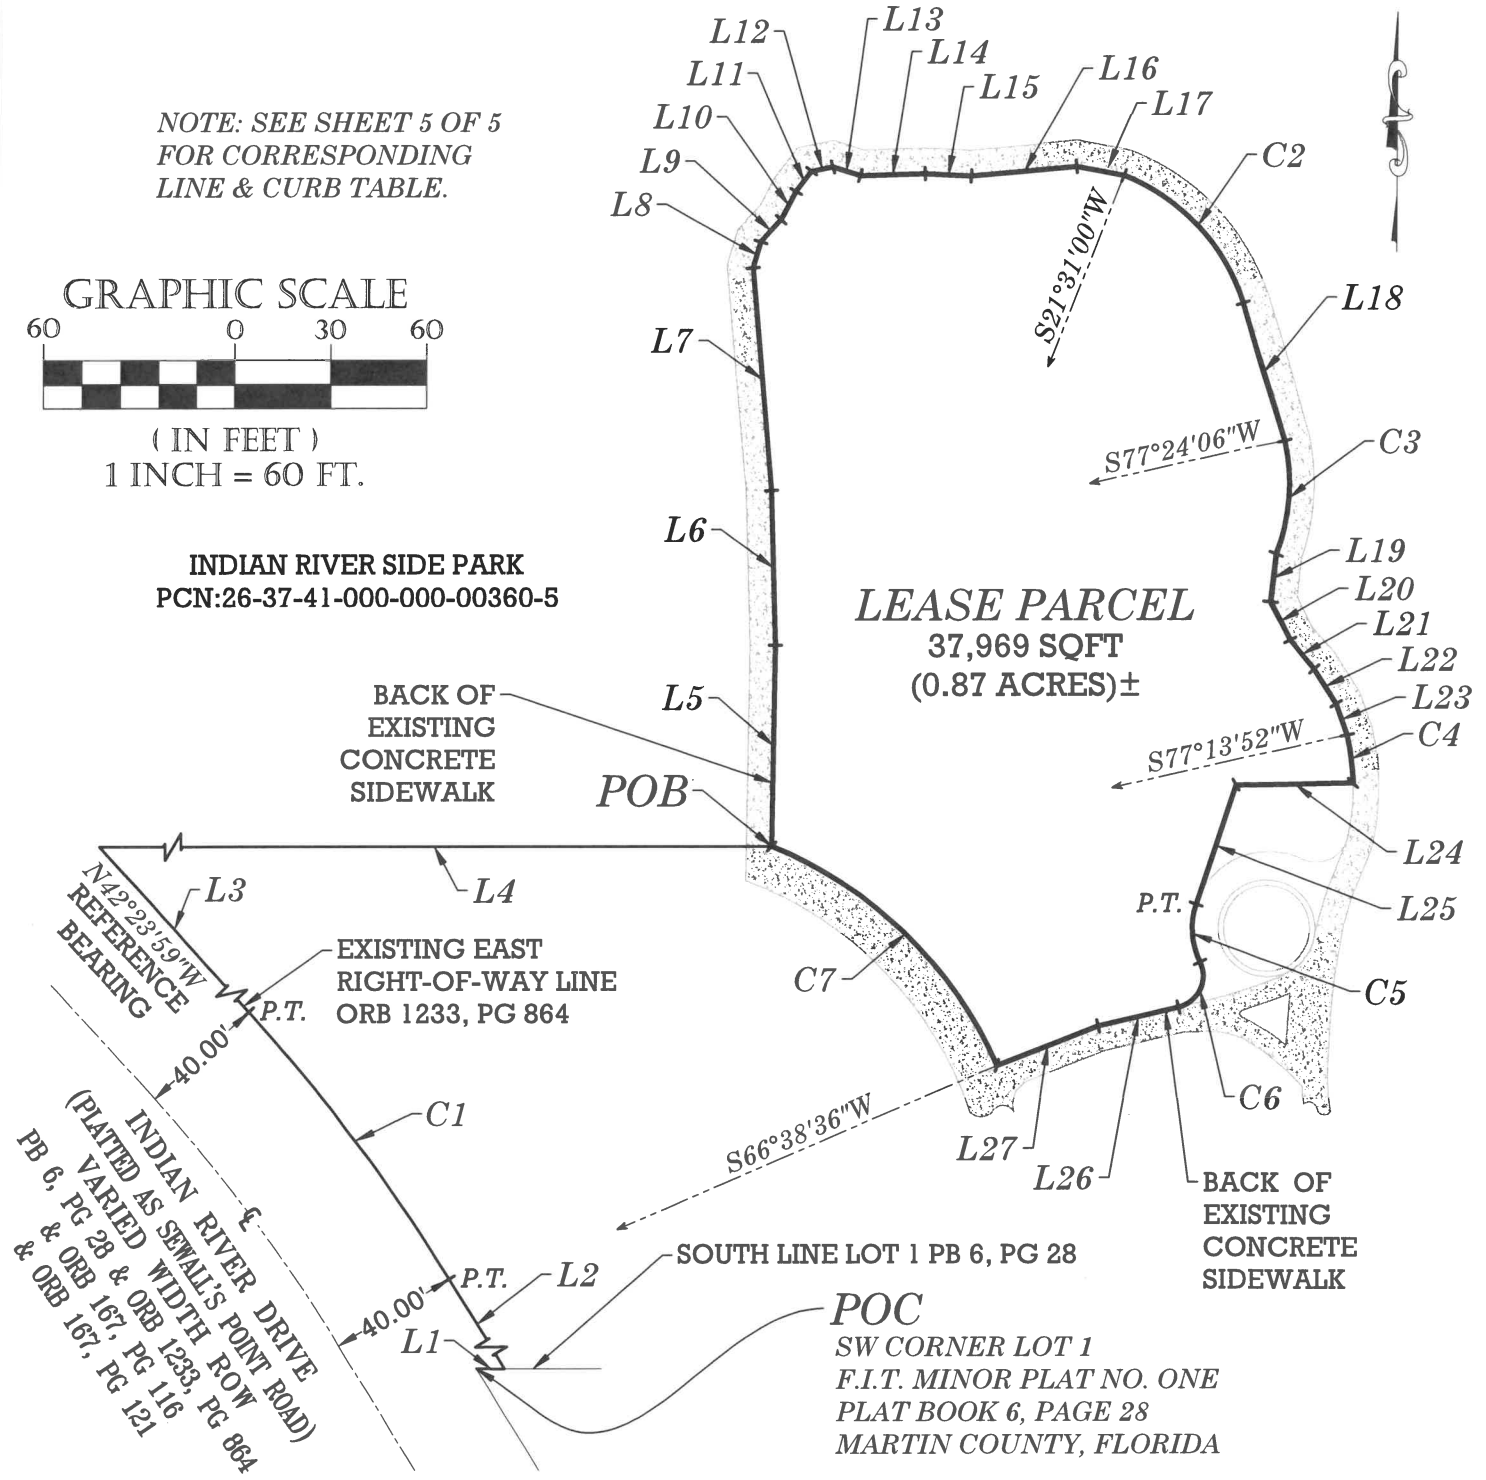 L12
L13
L11
L14
L10
L15
L16
L17
L9
C2
L8
NOTE: SEE SHEET 5 OF 5
FOR CORRESPONDING
LINE & CURB TABLE.
GRAPHIC SCALE
60 0 30 60
( IN FEET )
1 INCH = 60 FT.
S21°31'00"W
L18
L7
S77°24'06"W
C3
L6
INDIAN RIVER SIDE PARK
PCN:26-37-41-000-000-00360-5
L19
L20
L21
L22
L23
C4
LEASE PARCEL
37,969 SQFT
(0.87 ACRES)±
L5
BACK OF
EXISTING
CONCRETE
SIDEWALK
POB
S77°13'52"W
L24
L25
P.T.
C5
L3
L4
N42°23'59"W
REFERENCE
BEARING
EXISTING EAST
RIGHT-OF-WAY LINE
ORB 1233, PG 864
P.T.
40.00'
C7
C6
C1
S66°38'36"W
L27
L26
BACK OF
EXISTING
CONCRETE
SIDEWALK
INDIAN RIVER DRIVE
(PLATTED AS SEWALL'S POINT ROAD)
VARIED WIDTH ROW
PB 6, PG 28 & ORB 1233, PG 864
& ORB 167, PG 116
& ORB 167, PG 121
P.T.
L2
40.00'
L1
SOUTH LINE LOT 1 PB 6, PG 28
POC
SW CORNER LOT 1
F.I.T. MINOR PLAT NO. ONE
PLAT BOOK 6, PAGE 28
MARTIN COUNTY, FLORIDA